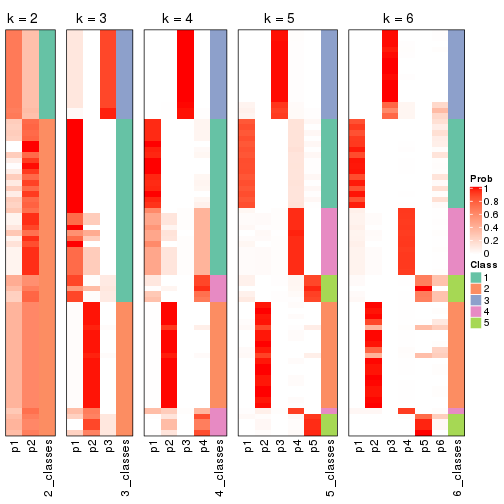 k = 2 k = 3 k = 4 k = 5 k = 6
Prob
1
0.8
0.6
0.4
0.2
0
Class
1
2
3
4
5
p1 p2 2_classes p1 p2 p3 3_classes p1 p2 p3 p4 4_classes p1 p2 p3 p4 p5 5_classes p1 p2 p3 p4 p5 p6 6_classes